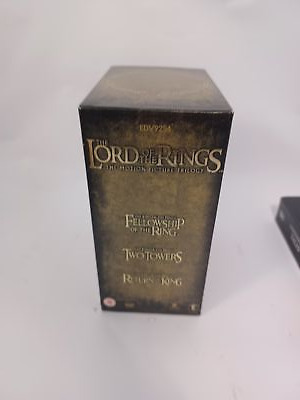 EDV9254
THE
LORD OF THE RINGS
THE MOTION PICTURE TRILOGY
FELLOWSHIP
OF THE RING
TWO TOWERS
RETURN OF THE KING